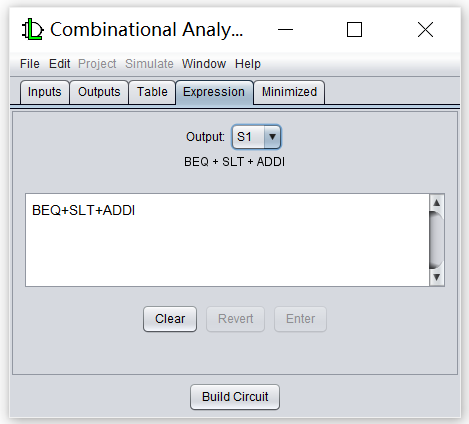 Combinational Analy...
File Edit Project Simulate Window Help
Inputs Outputs Table Expression Minimized
Output: S1
BEQ + SLT + ADDI
BEQ+SLT+ADDI
Clear Revert Enter
Build Circuit